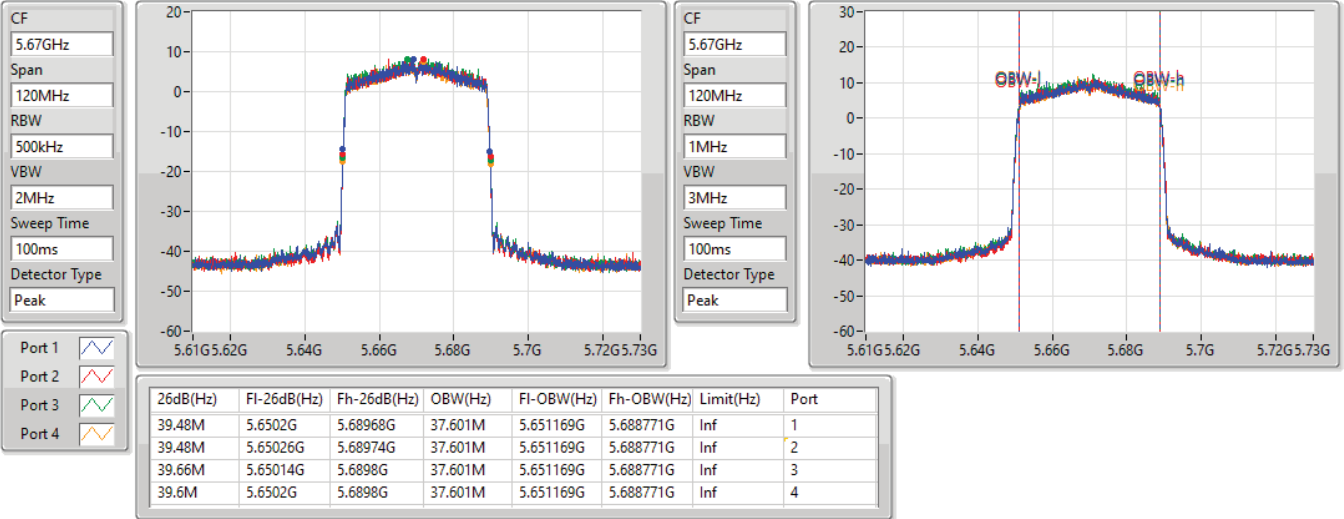 CF
5.67GHz
Span
120MHz
RBW
500kHz
VBW
2MHz
Sweep Time
100ms
Detector Type
Peak
20
10
0
-10
-20
-30
-40
-50
-60
5.61G 5.62G 5.64G 5.66G 5.68G 5.7G 5.72G 5.73G
CF
5.67GHz
Span
120MHz
RBW
1MHz
VBW
3MHz
Sweep Time
100ms
Detector Type
Peak
30
20
10
0
-10
-20
-30
-40
-50
-60
OBW-l OBW-h
5.61G 5.62G 5.64G 5.66G 5.68G 5.7G 5.72G 5.73G
Port 1
Port 2
Port 3
Port 4
26dB(Hz) Fl-26dB(Hz) Fh-26dB(Hz) OBW(Hz) Fl-OBW(Hz) Fh-OBW(Hz) Limit(Hz) Port
39.48M 5.6502G 5.68968G 37.601M 5.651169G 5.688771G Inf 1
39.48M 5.65026G 5.68974G 37.601M 5.651169G 5.688771G Inf 2
39.66M 5.65014G 5.6898G 37.601M 5.651169G 5.688771G Inf 3
39.6M 5.6502G 5.6898G 37.601M 5.651169G 5.688771G Inf 4